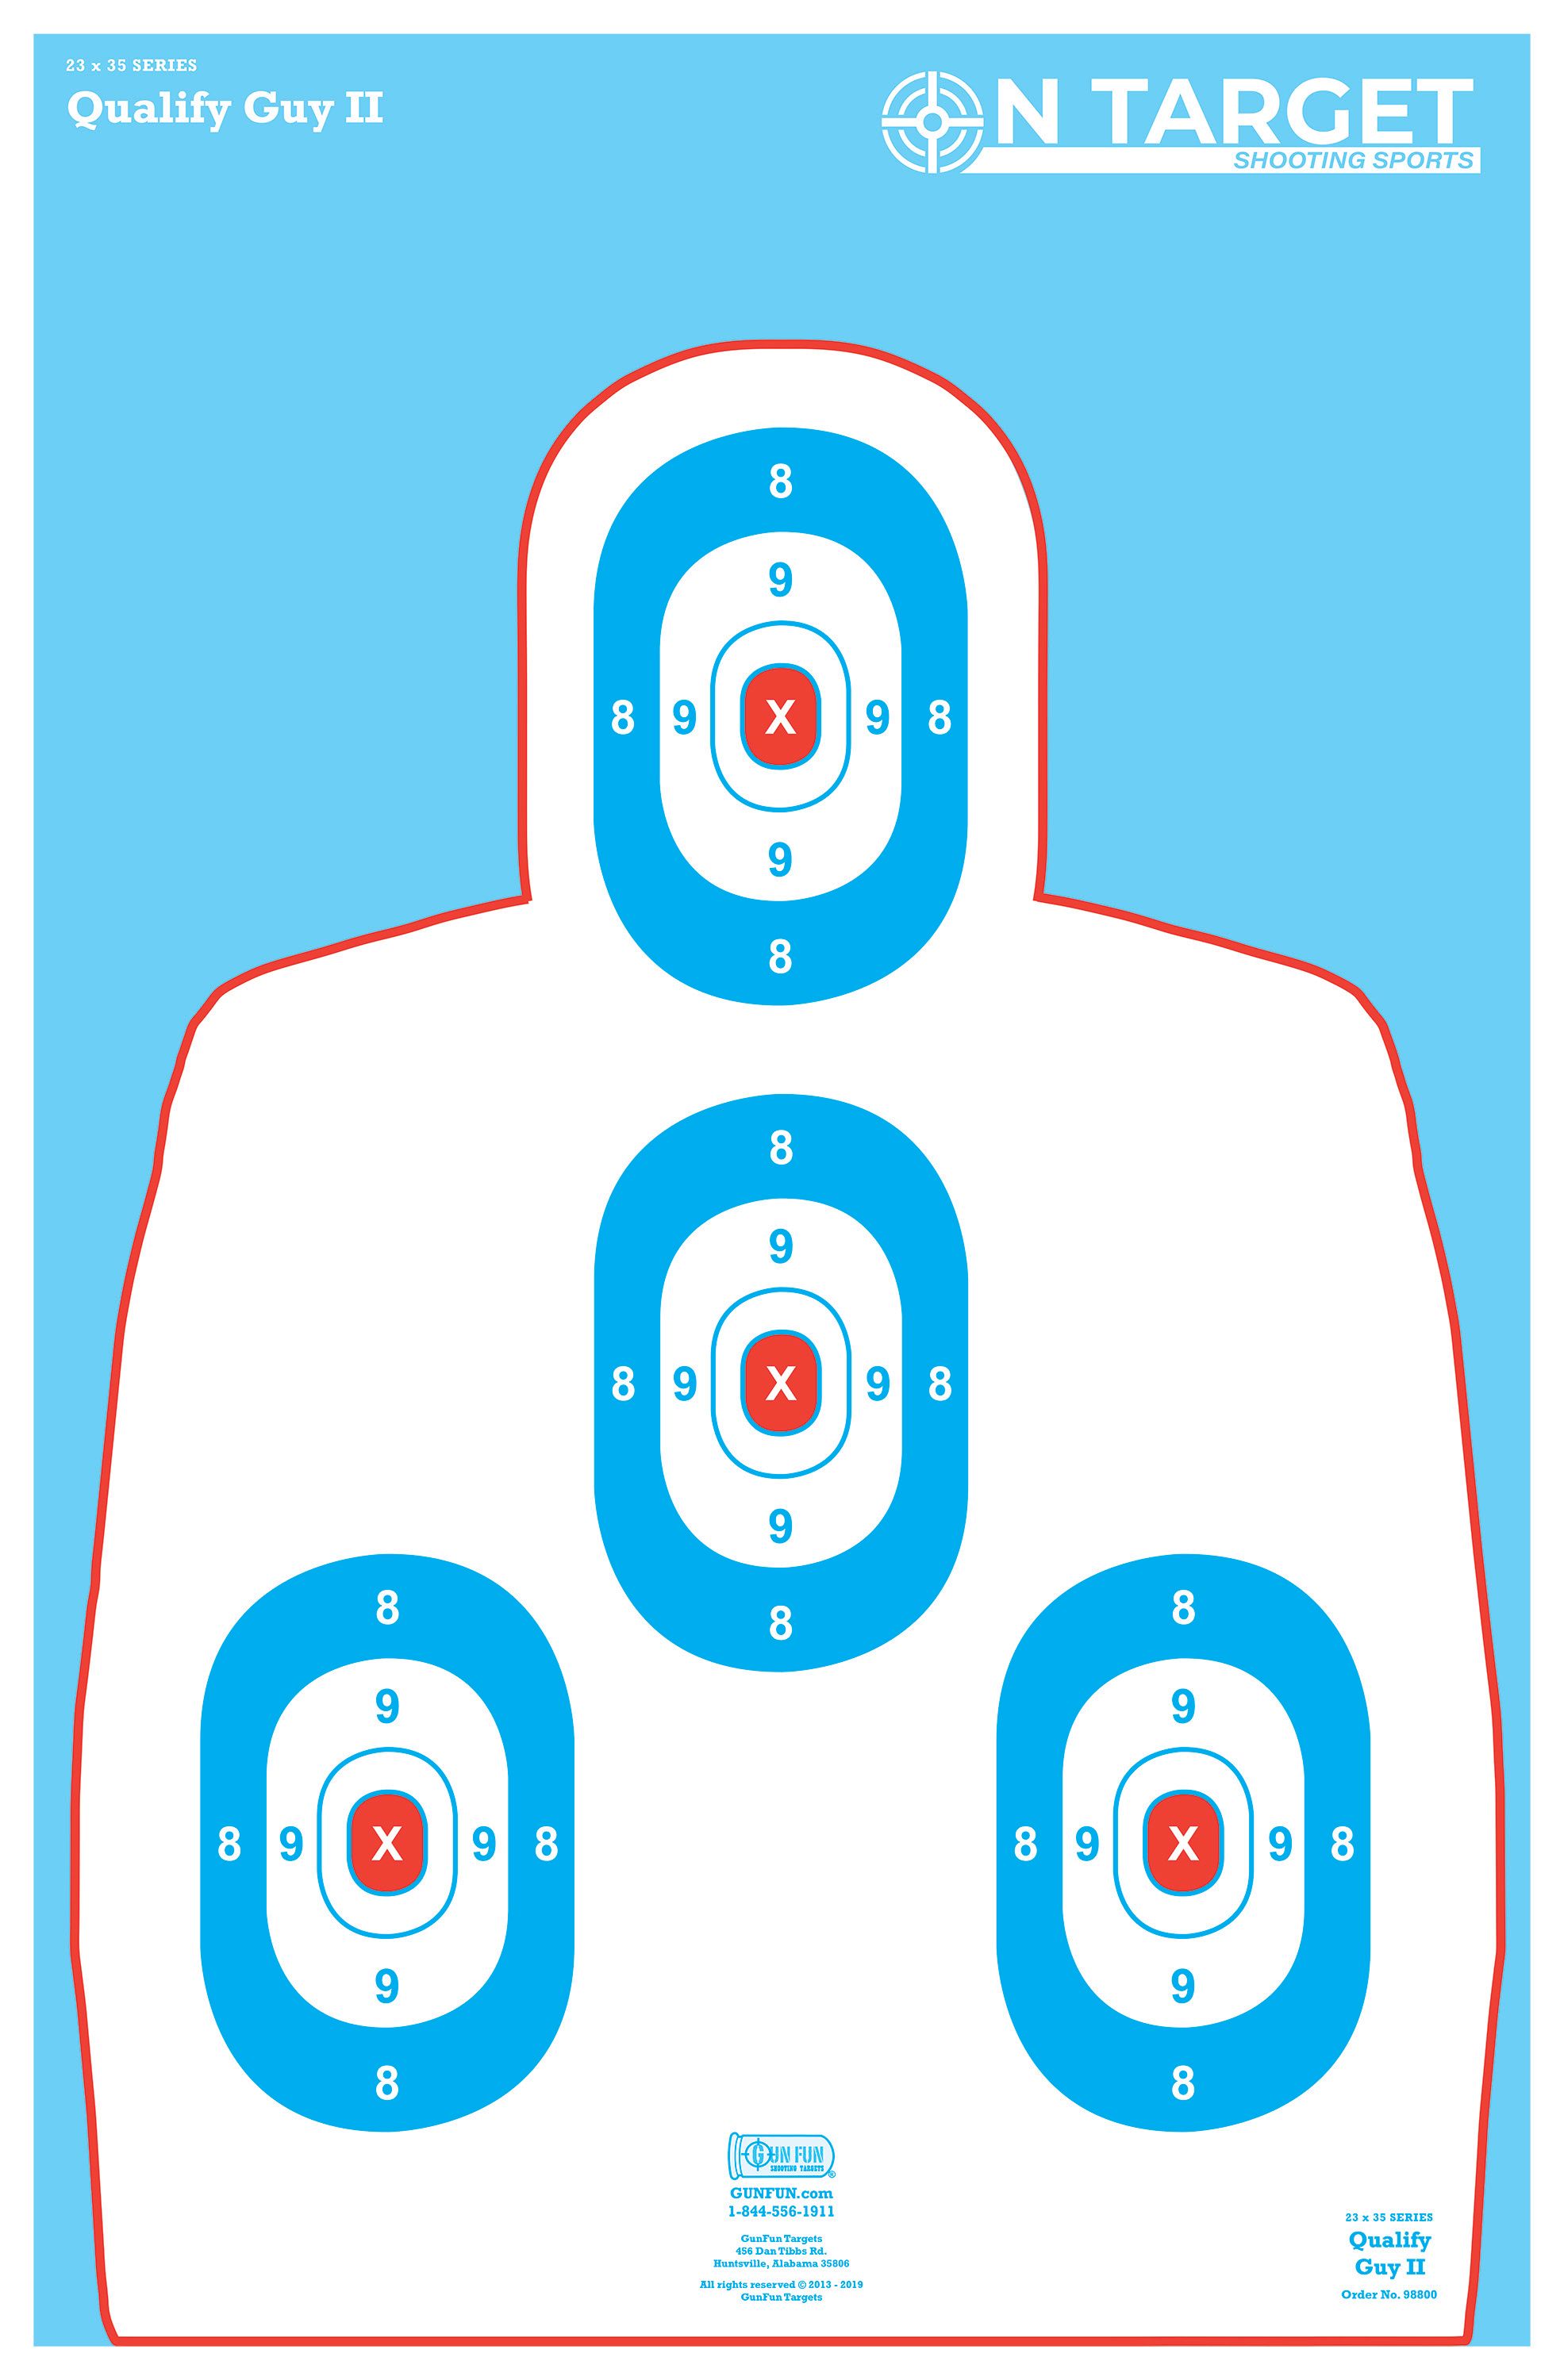 23 x 35 SERIES
Qualify Guy II
ON TARGET
SHOOTING SPORTS
8
9
8 9 X 9 8
9
8
8
9
8 9 X 9 8
9
8
8
9
8 9 X 9 8
9
8
8
9
8 9 X 9 8
9
8
GUN FUN
SHOOTING TARGETS ®
GUNFUN.com
1-844-556-1911
GunFun Targets
456 Dan Tibbs Rd.
Huntsville, Alabama 35806
All rights reserved © 2013 - 2019
GunFun Targets
23 x 35 SERIES
Qualify
Guy II
Order No. 98800